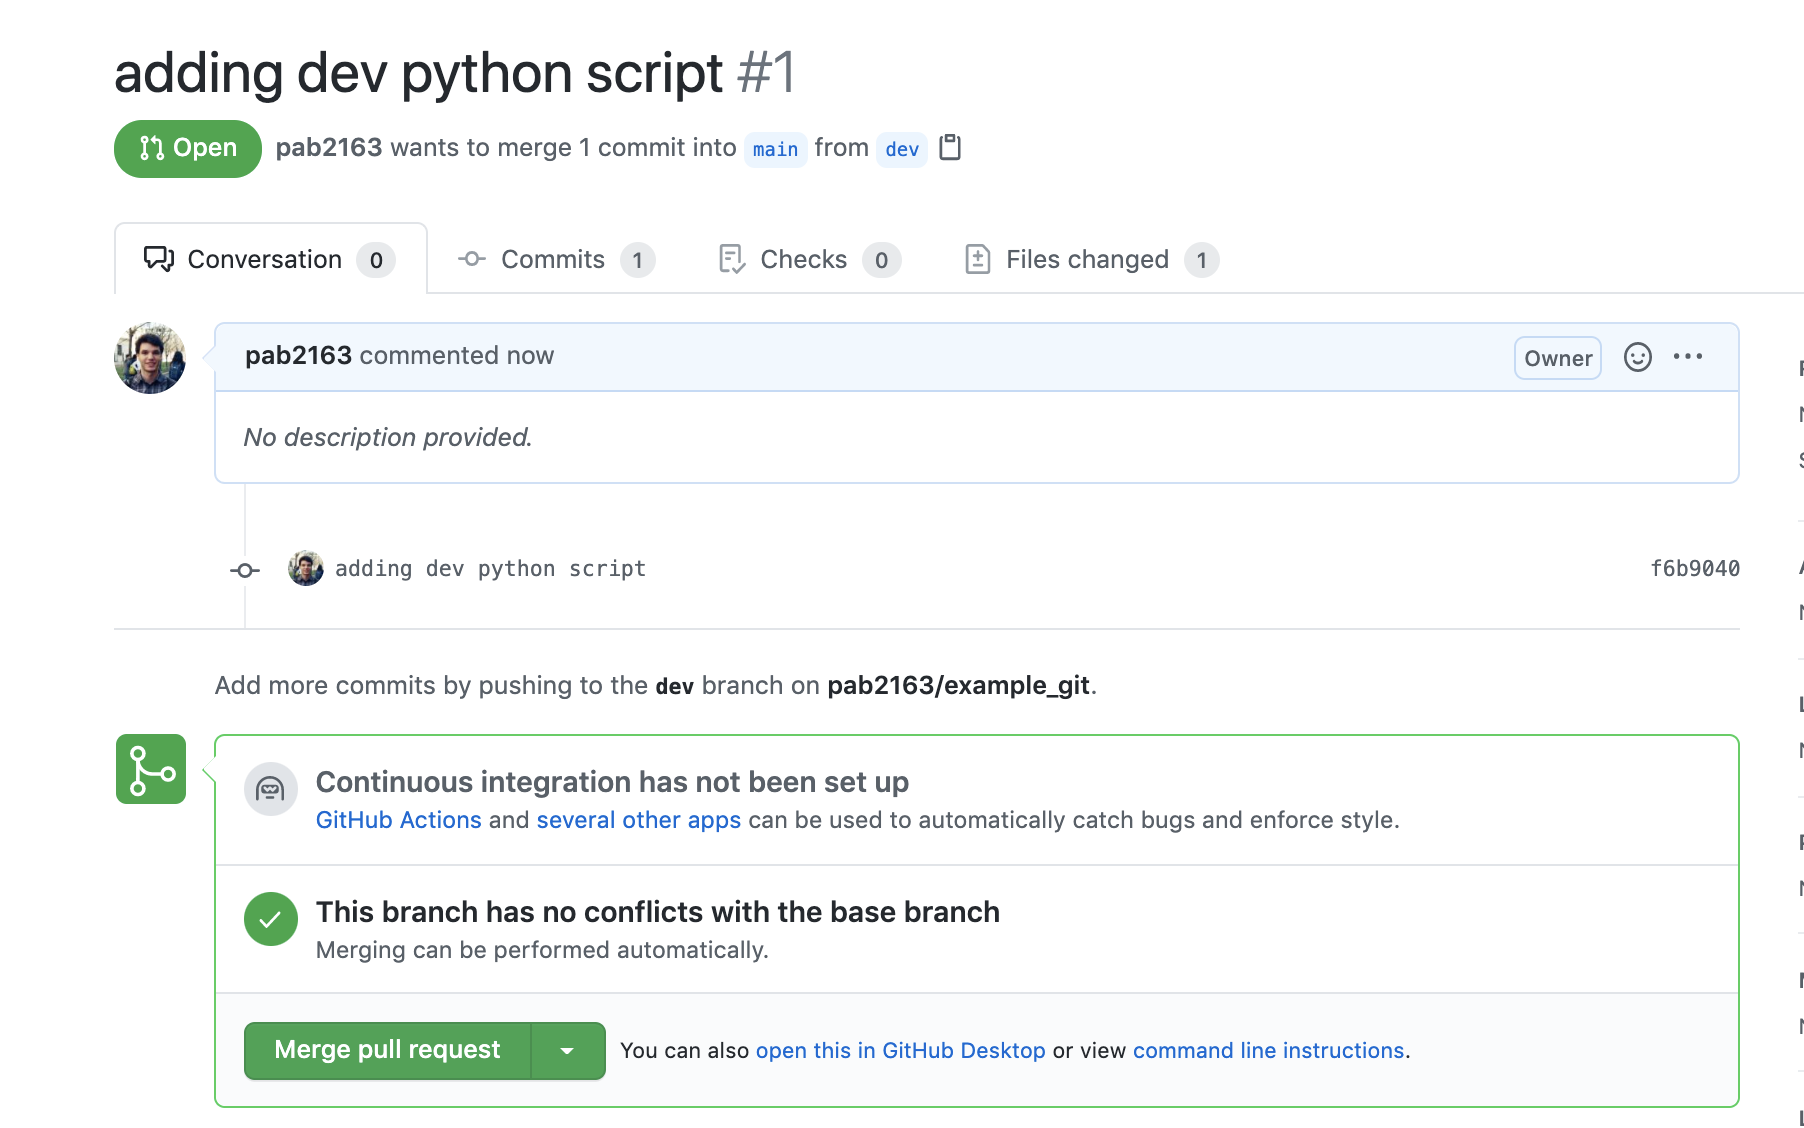 adding dev python script #1
Open pab2163 wants to merge 1 commit into main from dev
Conversation 0 Commits 1 Checks 0 Files changed 1
pab2163 commented now Owner
No description provided.
adding dev python script f6b9040
Add more commits by pushing to the dev branch on pab2163/example_git.
Continuous integration has not been set up
GitHub Actions and several other apps can be used to automatically catch bugs and enforce style.
This branch has no conflicts with the base branch
Merging can be performed automatically.
Merge pull request You can also open this in GitHub Desktop or view command line instructions.